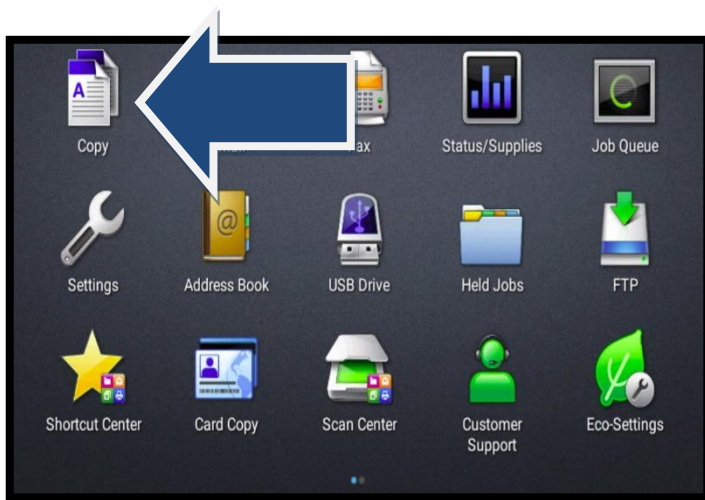 A
Copy
Status/Supplies
Job Queue
@
Settings
Address Book
USB Drive
Held Jobs
FTP
Shortcut Center
Card Copy
Scan Center
Customer
Support
Eco-Settings